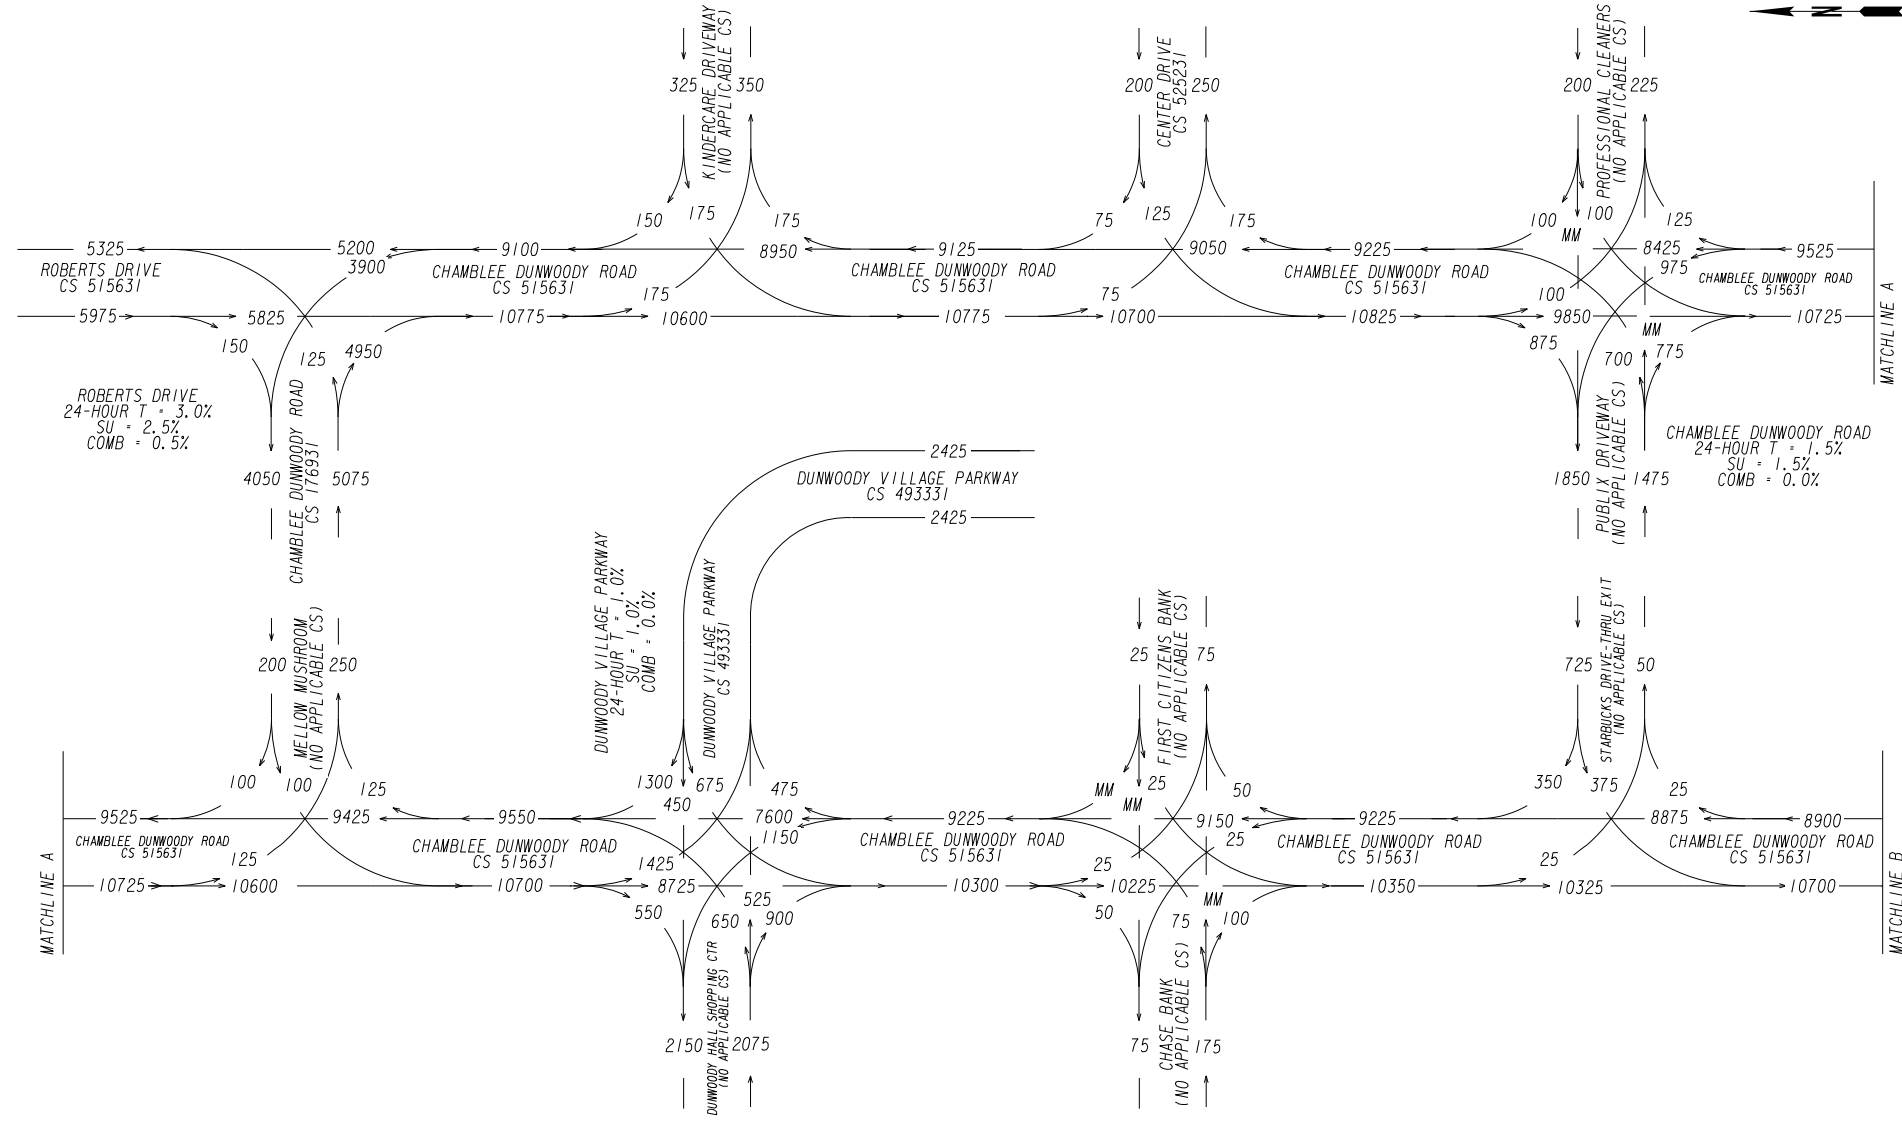 N
KINDERCARE DRIVEWAY
(NO APPLICABLE CS)
CENTER DRIVE
CS 525231
PROFESSIONAL CLEANERS
(NO APPLICABLE CS)
325
350
200
250
200
225
150
175
175
75
125
175
100
100
125
MM
5325
5200
9100
8950
9125
9050
9225
8425
9525
3900
975
ROBERTS DRIVE
CS 515631
CHAMBLEE DUNWOODY ROAD
CS 515631
CHAMBLEE DUNWOODY ROAD
CS 515631
CHAMBLEE DUNWOODY ROAD
CS 515631
CHAMBLEE DUNWOODY ROAD
CS 515631
175
75
100
5975
5825
10775
10600
10775
10700
10825
9850
MM
10725
MATCHLINE A
150
125
4950
875
700
775
ROBERTS DRIVE
24-HOUR T = 3.0%
SU = 2.5%
COMB = 0.5%
CHAMBLEE DUNWOODY ROAD
CS 176931
4050
5075
2425
DUNWOODY VILLAGE PARKWAY
CS 493331
2425
PUBLIX DRIVEWAY
(NO APPLICABLE CS)
1850
1475
CHAMBLEE DUNWOODY ROAD
24-HOUR T = 1.5%
SU = 1.5%
COMB = 0.0%
DUNWOODY VILLAGE PARKWAY
24-HOUR T = 1.0%
SU = 1.0%
COMB = 0.0%
DUNWOODY VILLAGE PARKWAY
CS 493331
MELLOW MUSHROOM
(NO APPLICABLE CS)
FIRST CITIZENS BANK
(NO APPLICABLE CS)
STARBUCKS DRIVE-THRU EXIT
(NO APPLICABLE CS)
200
250
25
75
725
50
100
100
125
1300
675
475
450
MM
25
50
MM
350
375
25
9525
9425
9550
7600
9225
9150
9225
8875
8900
1150
25
CHAMBLEE DUNWOODY ROAD
CS 515631
CHAMBLEE DUNWOODY ROAD
CS 515631
CHAMBLEE DUNWOODY ROAD
CS 515631
CHAMBLEE DUNWOODY ROAD
CS 515631
CHAMBLEE DUNWOODY ROAD
CS 515631
125
1425
25
25
10725
10600
10700
8725
10300
10225
10350
10325
10700
MATCHLINE A
MATCHLINE B
550
525
650
900
50
MM
75
100
DUNWOODY HALL SHOPPING CTR
(NO APPLICABLE CS)
CHASE BANK
(NO APPLICABLE CS)
2150
2075
75
175